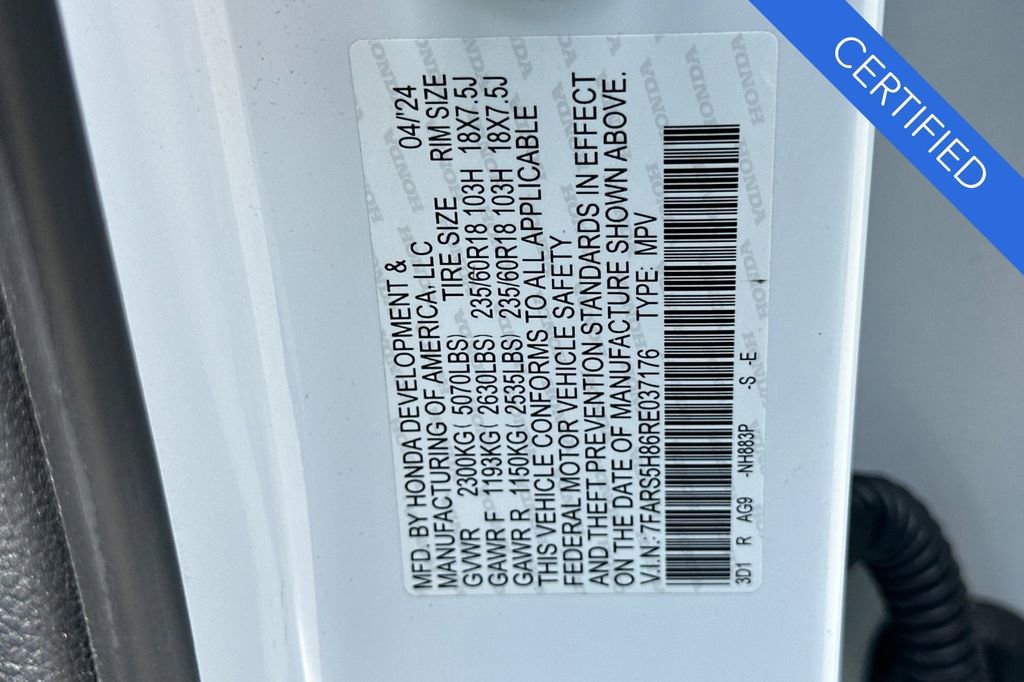 CERTIFIED
MFD. BY HONDA DEVELOPMENT & 04/'24
MANUFACTURING OF AMERICA, LLC
TIRE SIZE RIM SIZE
GVWR 2300KG( 5070LBS)
GAWR F 1193KG( 2630LBS) 235/60R18 103H 18X7.5J
GAWR R 1150KG( 2535LBS) 235/60R18 103H 18X7.5J
THIS VEHICLE CONFORMS TO ALL APPLICABLE
FEDERAL MOTOR VEHICLE SAFETY
AND THEFT PREVENTION STANDARDS IN EFFECT
ON THE DATE OF MANUFACTURE SHOWN ABOVE.
V.I.N.: 7FARS5H86RE037176 TYPE: MPV
3D1 R AG9 -NH883P -S -E
HONDA